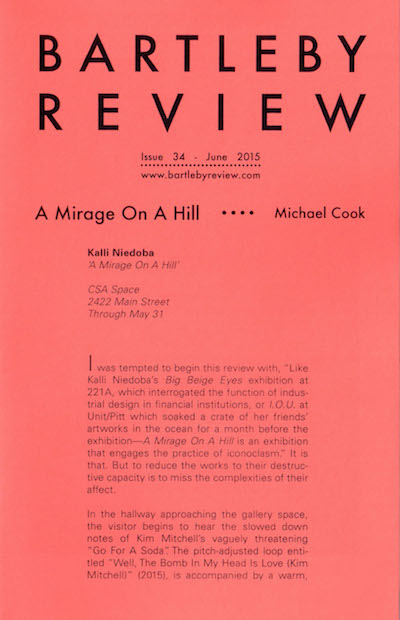 BARTLEBY
REVIEW
Issue 34 - June 2015
www.bartlebyreview.com
A Mirage On A Hill •••• Michael Cook
Kalli Niedoba
'A Mirage On A Hill'
CSA Space
2422 Main Street
Through May 31
I was tempted to begin this review with, "Like
Kalli Niedoba's Big Beige Eyes exhibition at
221A, which interrogated the function of indus-
trial design in financial institutions, or I.O.U. at
Unit/Pitt which soaked a crate of her friends'
artworks in the ocean for a month before the
exhibition—A Mirage On A Hill is an exhibition
that engages the practice of iconoclasm." It is
that. But to reduce the works to their destruc-
tive capacity is to miss the complexities of their
affect.
In the hallway approaching the gallery space,
the visitor begins to hear the slowed down
notes of Kim Mitchell's vaguely threatening
"Go For A Soda". The pitch-adjusted loop enti-
tled "Well, The Bomb In My Head Is Love (Kim
Mitchell)" (2015), is accompanied by a warm,